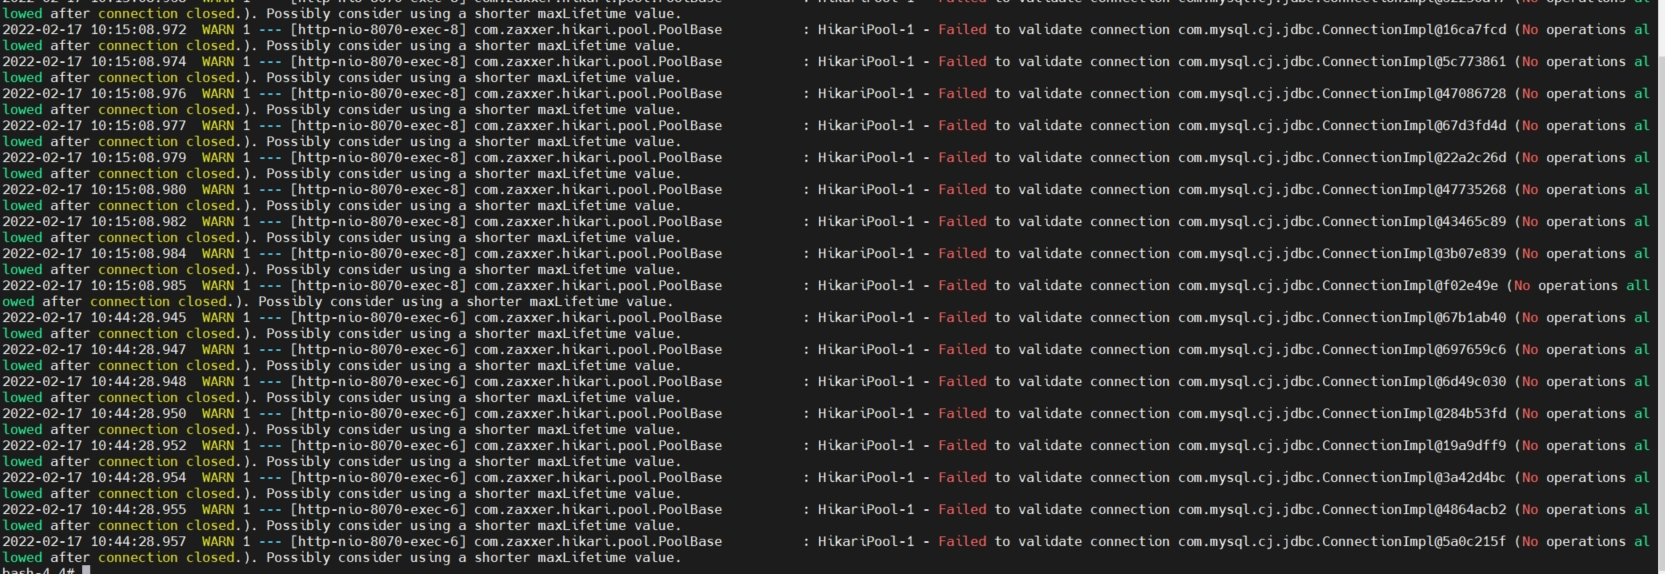 lowed after connection closed.). Possibly consider using a shorter maxLifetime value.
2022-02-17 10:15:08.972  WARN 1 --- [http-nio-8070-exec-8] com.zaxxer.hikari.pool.PoolBase          : HikariPool-1 - Failed to validate connection com.mysql.cj.jdbc.ConnectionImpl@16ca7fcd (No operations al
lowed after connection closed.). Possibly consider using a shorter maxLifetime value.
2022-02-17 10:15:08.974  WARN 1 --- [http-nio-8070-exec-8] com.zaxxer.hikari.pool.PoolBase          : HikariPool-1 - Failed to validate connection com.mysql.cj.jdbc.ConnectionImpl@5c773861 (No operations al
lowed after connection closed.). Possibly consider using a shorter maxLifetime value.
2022-02-17 10:15:08.976  WARN 1 --- [http-nio-8070-exec-8] com.zaxxer.hikari.pool.PoolBase          : HikariPool-1 - Failed to validate connection com.mysql.cj.jdbc.ConnectionImpl@47086728 (No operations al
lowed after connection closed.). Possibly consider using a shorter maxLifetime value.
2022-02-17 10:15:08.977  WARN 1 --- [http-nio-8070-exec-8] com.zaxxer.hikari.pool.PoolBase          : HikariPool-1 - Failed to validate connection com.mysql.cj.jdbc.ConnectionImpl@67d3fd4d (No operations al
lowed after connection closed.). Possibly consider using a shorter maxLifetime value.
2022-02-17 10:15:08.979  WARN 1 --- [http-nio-8070-exec-8] com.zaxxer.hikari.pool.PoolBase          : HikariPool-1 - Failed to validate connection com.mysql.cj.jdbc.ConnectionImpl@22a2c26d (No operations al
lowed after connection closed.). Possibly consider using a shorter maxLifetime value.
2022-02-17 10:15:08.980  WARN 1 --- [http-nio-8070-exec-8] com.zaxxer.hikari.pool.PoolBase          : HikariPool-1 - Failed to validate connection com.mysql.cj.jdbc.ConnectionImpl@47735268 (No operations al
lowed after connection closed.). Possibly consider using a shorter maxLifetime value.
2022-02-17 10:15:08.982  WARN 1 --- [http-nio-8070-exec-8] com.zaxxer.hikari.pool.PoolBase          : HikariPool-1 - Failed to validate connection com.mysql.cj.jdbc.ConnectionImpl@43465c89 (No operations al
lowed after connection closed.). Possibly consider using a shorter maxLifetime value.
2022-02-17 10:15:08.984  WARN 1 --- [http-nio-8070-exec-8] com.zaxxer.hikari.pool.PoolBase          : HikariPool-1 - Failed to validate connection com.mysql.cj.jdbc.ConnectionImpl@3b07e839 (No operations al
lowed after connection closed.). Possibly consider using a shorter maxLifetime value.
2022-02-17 10:15:08.985  WARN 1 --- [http-nio-8070-exec-8] com.zaxxer.hikari.pool.PoolBase          : HikariPool-1 - Failed to validate connection com.mysql.cj.jdbc.ConnectionImpl@f02e49e (No operations all
owed after connection closed.). Possibly consider using a shorter maxLifetime value.
2022-02-17 10:44:28.945  WARN 1 --- [http-nio-8070-exec-6] com.zaxxer.hikari.pool.PoolBase          : HikariPool-1 - Failed to validate connection com.mysql.cj.jdbc.ConnectionImpl@67b1ab40 (No operations al
lowed after connection closed.). Possibly consider using a shorter maxLifetime value.
2022-02-17 10:44:28.947  WARN 1 --- [http-nio-8070-exec-6] com.zaxxer.hikari.pool.PoolBase          : HikariPool-1 - Failed to validate connection com.mysql.cj.jdbc.ConnectionImpl@697659c6 (No operations al
lowed after connection closed.). Possibly consider using a shorter maxLifetime value.
2022-02-17 10:44:28.948  WARN 1 --- [http-nio-8070-exec-6] com.zaxxer.hikari.pool.PoolBase          : HikariPool-1 - Failed to validate connection com.mysql.cj.jdbc.ConnectionImpl@6d49c030 (No operations al
lowed after connection closed.). Possibly consider using a shorter maxLifetime value.
2022-02-17 10:44:28.950  WARN 1 --- [http-nio-8070-exec-6] com.zaxxer.hikari.pool.PoolBase          : HikariPool-1 - Failed to validate connection com.mysql.cj.jdbc.ConnectionImpl@284b53fd (No operations al
lowed after connection closed.). Possibly consider using a shorter maxLifetime value.
2022-02-17 10:44:28.952  WARN 1 --- [http-nio-8070-exec-6] com.zaxxer.hikari.pool.PoolBase          : HikariPool-1 - Failed to validate connection com.mysql.cj.jdbc.ConnectionImpl@19a9dff9 (No operations al
lowed after connection closed.). Possibly consider using a shorter maxLifetime value.
2022-02-17 10:44:28.954  WARN 1 --- [http-nio-8070-exec-6] com.zaxxer.hikari.pool.PoolBase          : HikariPool-1 - Failed to validate connection com.mysql.cj.jdbc.ConnectionImpl@3a42d4bc (No operations al
lowed after connection closed.). Possibly consider using a shorter maxLifetime value.
2022-02-17 10:44:28.955  WARN 1 --- [http-nio-8070-exec-6] com.zaxxer.hikari.pool.PoolBase          : HikariPool-1 - Failed to validate connection com.mysql.cj.jdbc.ConnectionImpl@4864acb2 (No operations al
lowed after connection closed.). Possibly consider using a shorter maxLifetime value.
2022-02-17 10:44:28.957  WARN 1 --- [http-nio-8070-exec-6] com.zaxxer.hikari.pool.PoolBase          : HikariPool-1 - Failed to validate connection com.mysql.cj.jdbc.ConnectionImpl@5a0c215f (No operations al
lowed after connection closed.). Possibly consider using a shorter maxLifetime value.
bash-4.4#